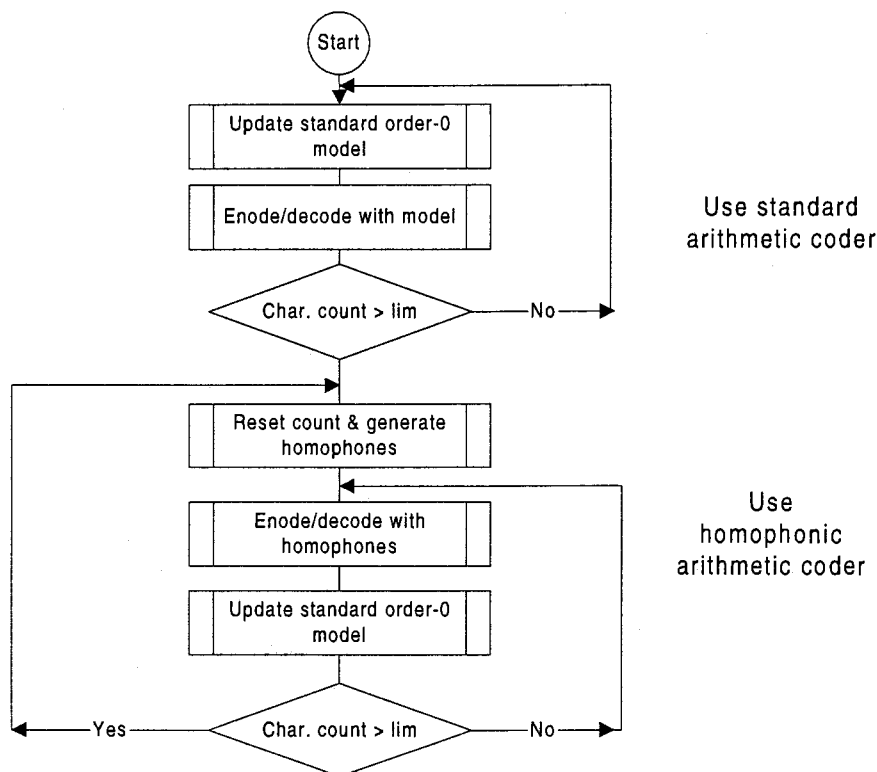 Start
Update standard order-0
model
Enode/decode with model
Use standard
arithmetic coder
Char. count > lim
No
Reset count & generate
homophones
Enode/decode with
homophones
Use
homophonic
arithmetic coder
Update standard order-0
model
Yes
Char. count > lim
No